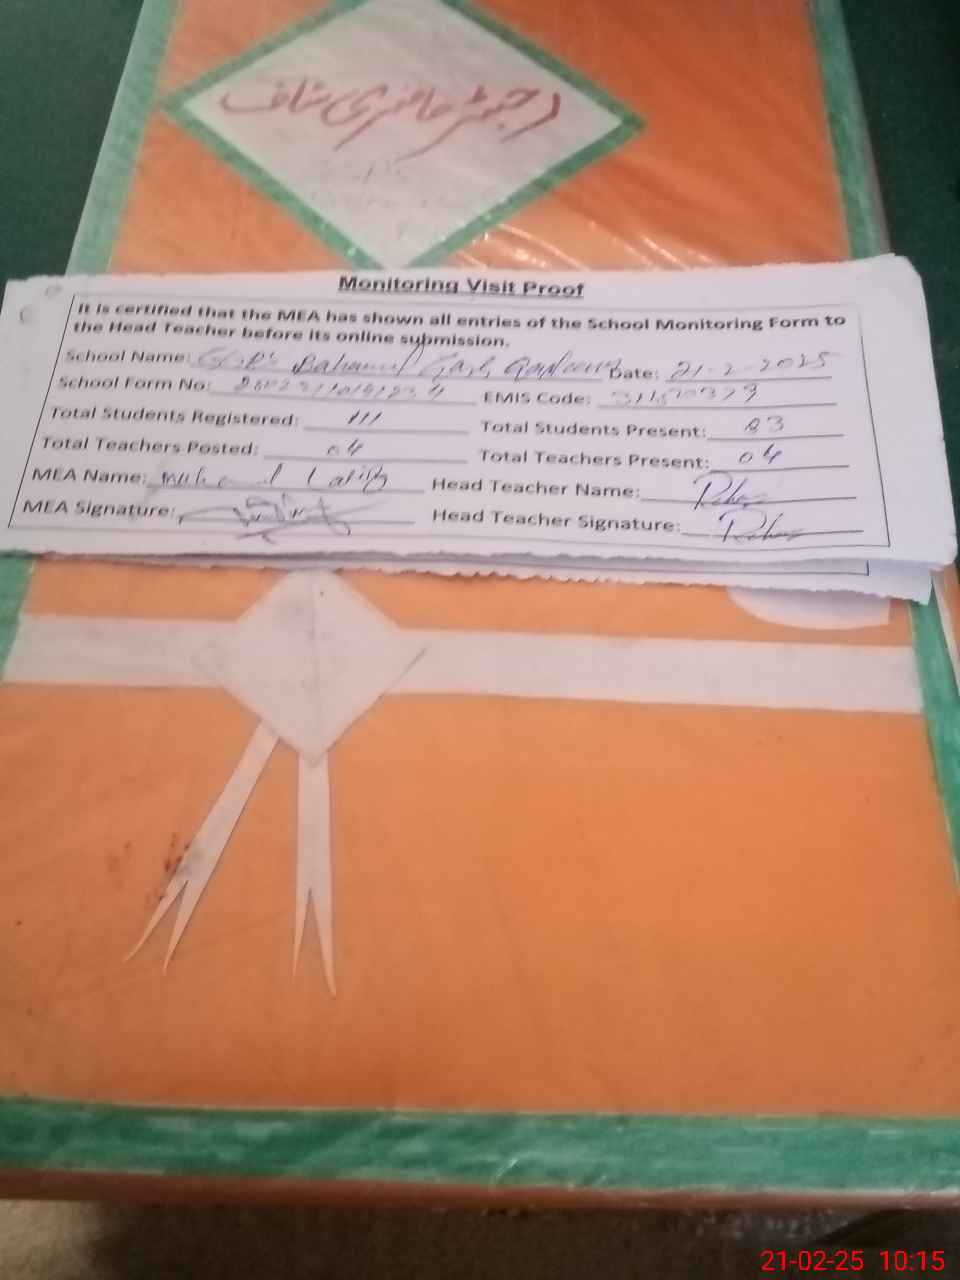 رجسٹر حاضری سٹاف
Monitoring Visit Proof
It is certified that the MEA has shown all entries of the School Monitoring Form to
the Head Teacher before its online submission.
School Name: Date: 21-2-2025
School Form No: EMIS Code:
Total Students Registered: 111 Total Students Present: 83
Total Teachers Posted: 04 Total Teachers Present: 04
MEA Name: Head Teacher Name:
MEA Signature: Head Teacher Signature:
21-02-25 10:15